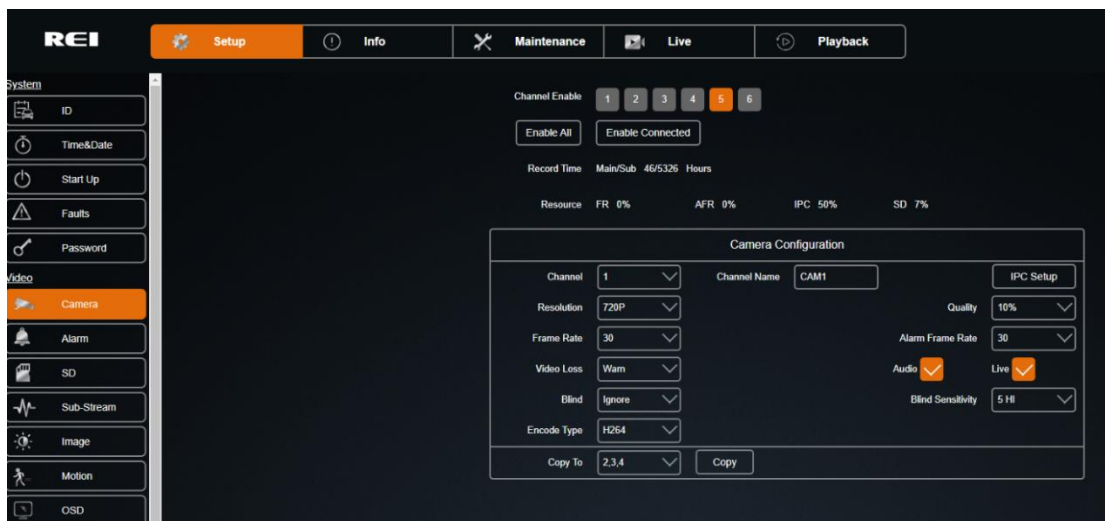 REI
Setup
Info
Maintenance
Live
Playback
System
ID
Time&Date
Start Up
Faults
Password
Video
Camera
Alarm
SD
Sub-Stream
Image
Motion
OSD
Channel Enable 1 2 3 4 5 6
Enable All Enable Connected
Record Time Main/Sub 46/5326 Hours
Resource FR 0% AFR 0% IPC 50% SD 7%
Camera Configuration
Channel 1 Channel Name CAM1 IPC Setup
Resolution 720P Quality 10%
Frame Rate 30 Alarm Frame Rate 30
Video Loss Warn Audio Live
Blind Ignore Blind Sensitivity 5 HI
Encode Type H264
Copy To 2,3,4 Copy